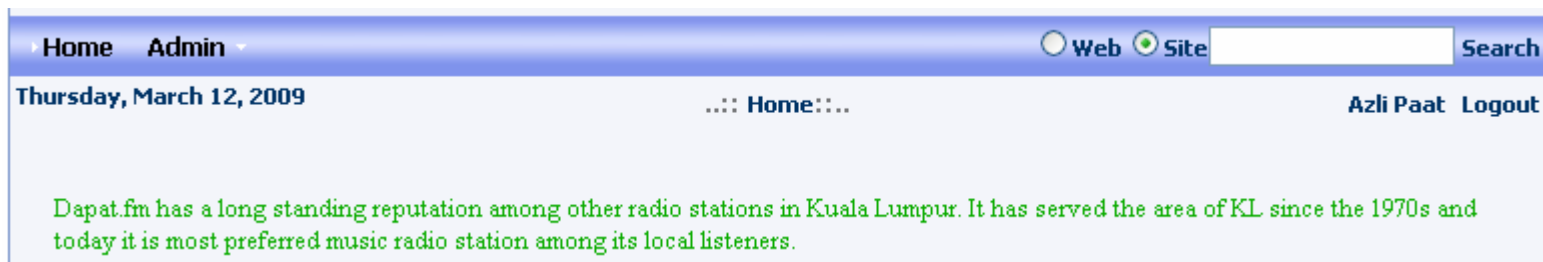 Home Admin Web Site Search
Thursday, March 12, 2009 ..:: Home::.. Azli Paat Logout
Dapat.fm has a long standing reputation among other radio stations in Kuala Lumpur. It has served the area of KL since the 1970s and
today it is most preferred music radio station among its local listeners.